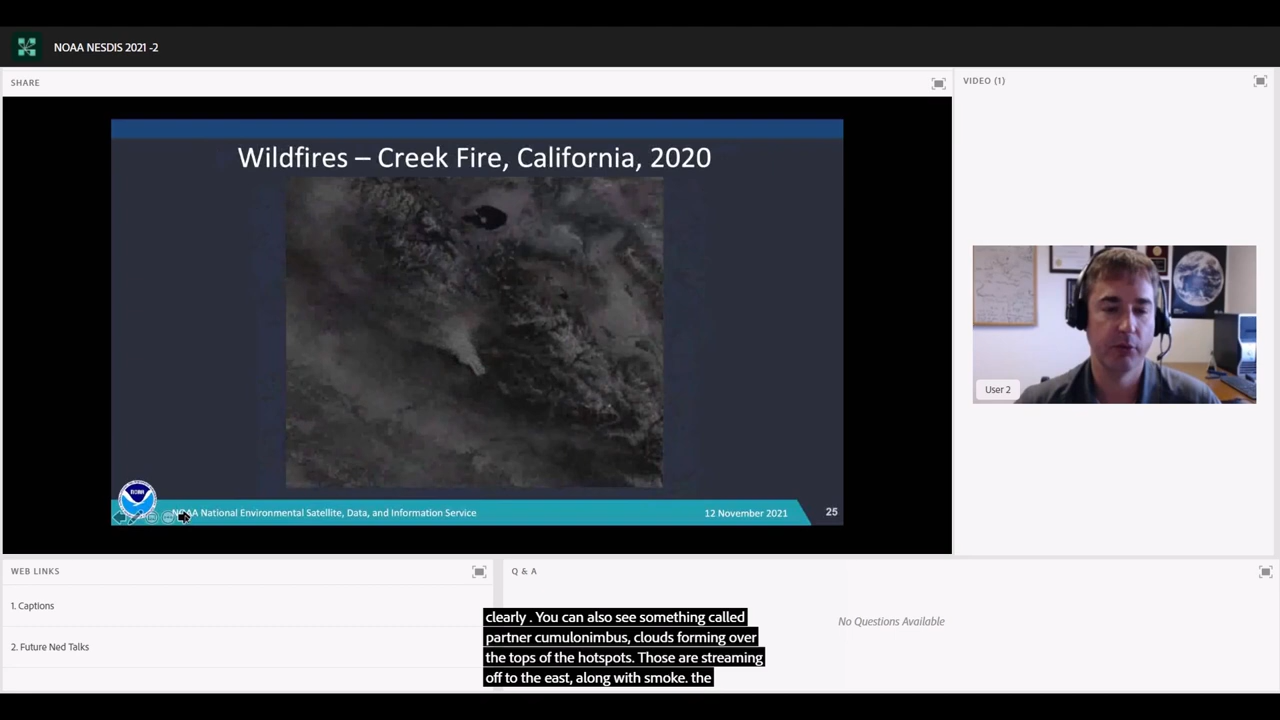 NOAA NESDIS 2021 -2
SHARE
VIDEO (1)
Wildfires – Creek Fire, California, 2020
User 2
NOAA
NOAA National Environmental Satellite, Data, and Information Service
12 November 2021
25
WEB LINKS
1. Captions
2. Future Ned Talks
Q & A
No Questions Available
clearly . You can also see something called
partner cumulonimbus, clouds forming over
the tops of the hotspots. Those are streaming
off to the east, along with smoke. the